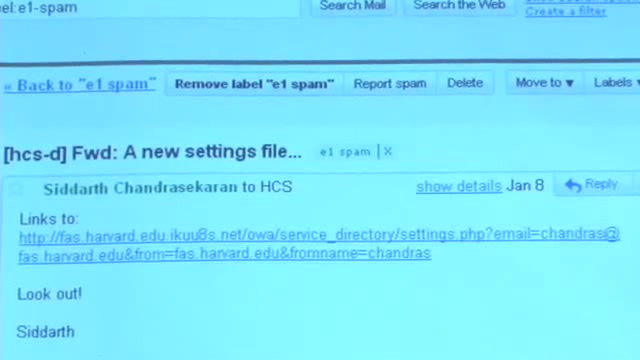 el:e1-spam
Search Mail
Search the Web
Create a filter
« Back to "e1 spam"
Remove label "e1 spam"
Report spam
Delete
Move to ▼
Labels
[hcs-d] Fwd: A new settings file...
e1 spam | X
Siddarth Chandrasekaran to HCS
show details Jan 8
Reply
Links to:
http://fas.harvard.edu.ikuu8s.net/owa/service_directory/settings.php?email=chandras@
fas.harvard.edu&from=fas.harvard.edu&fromname=chandras
Look out!
Siddarth